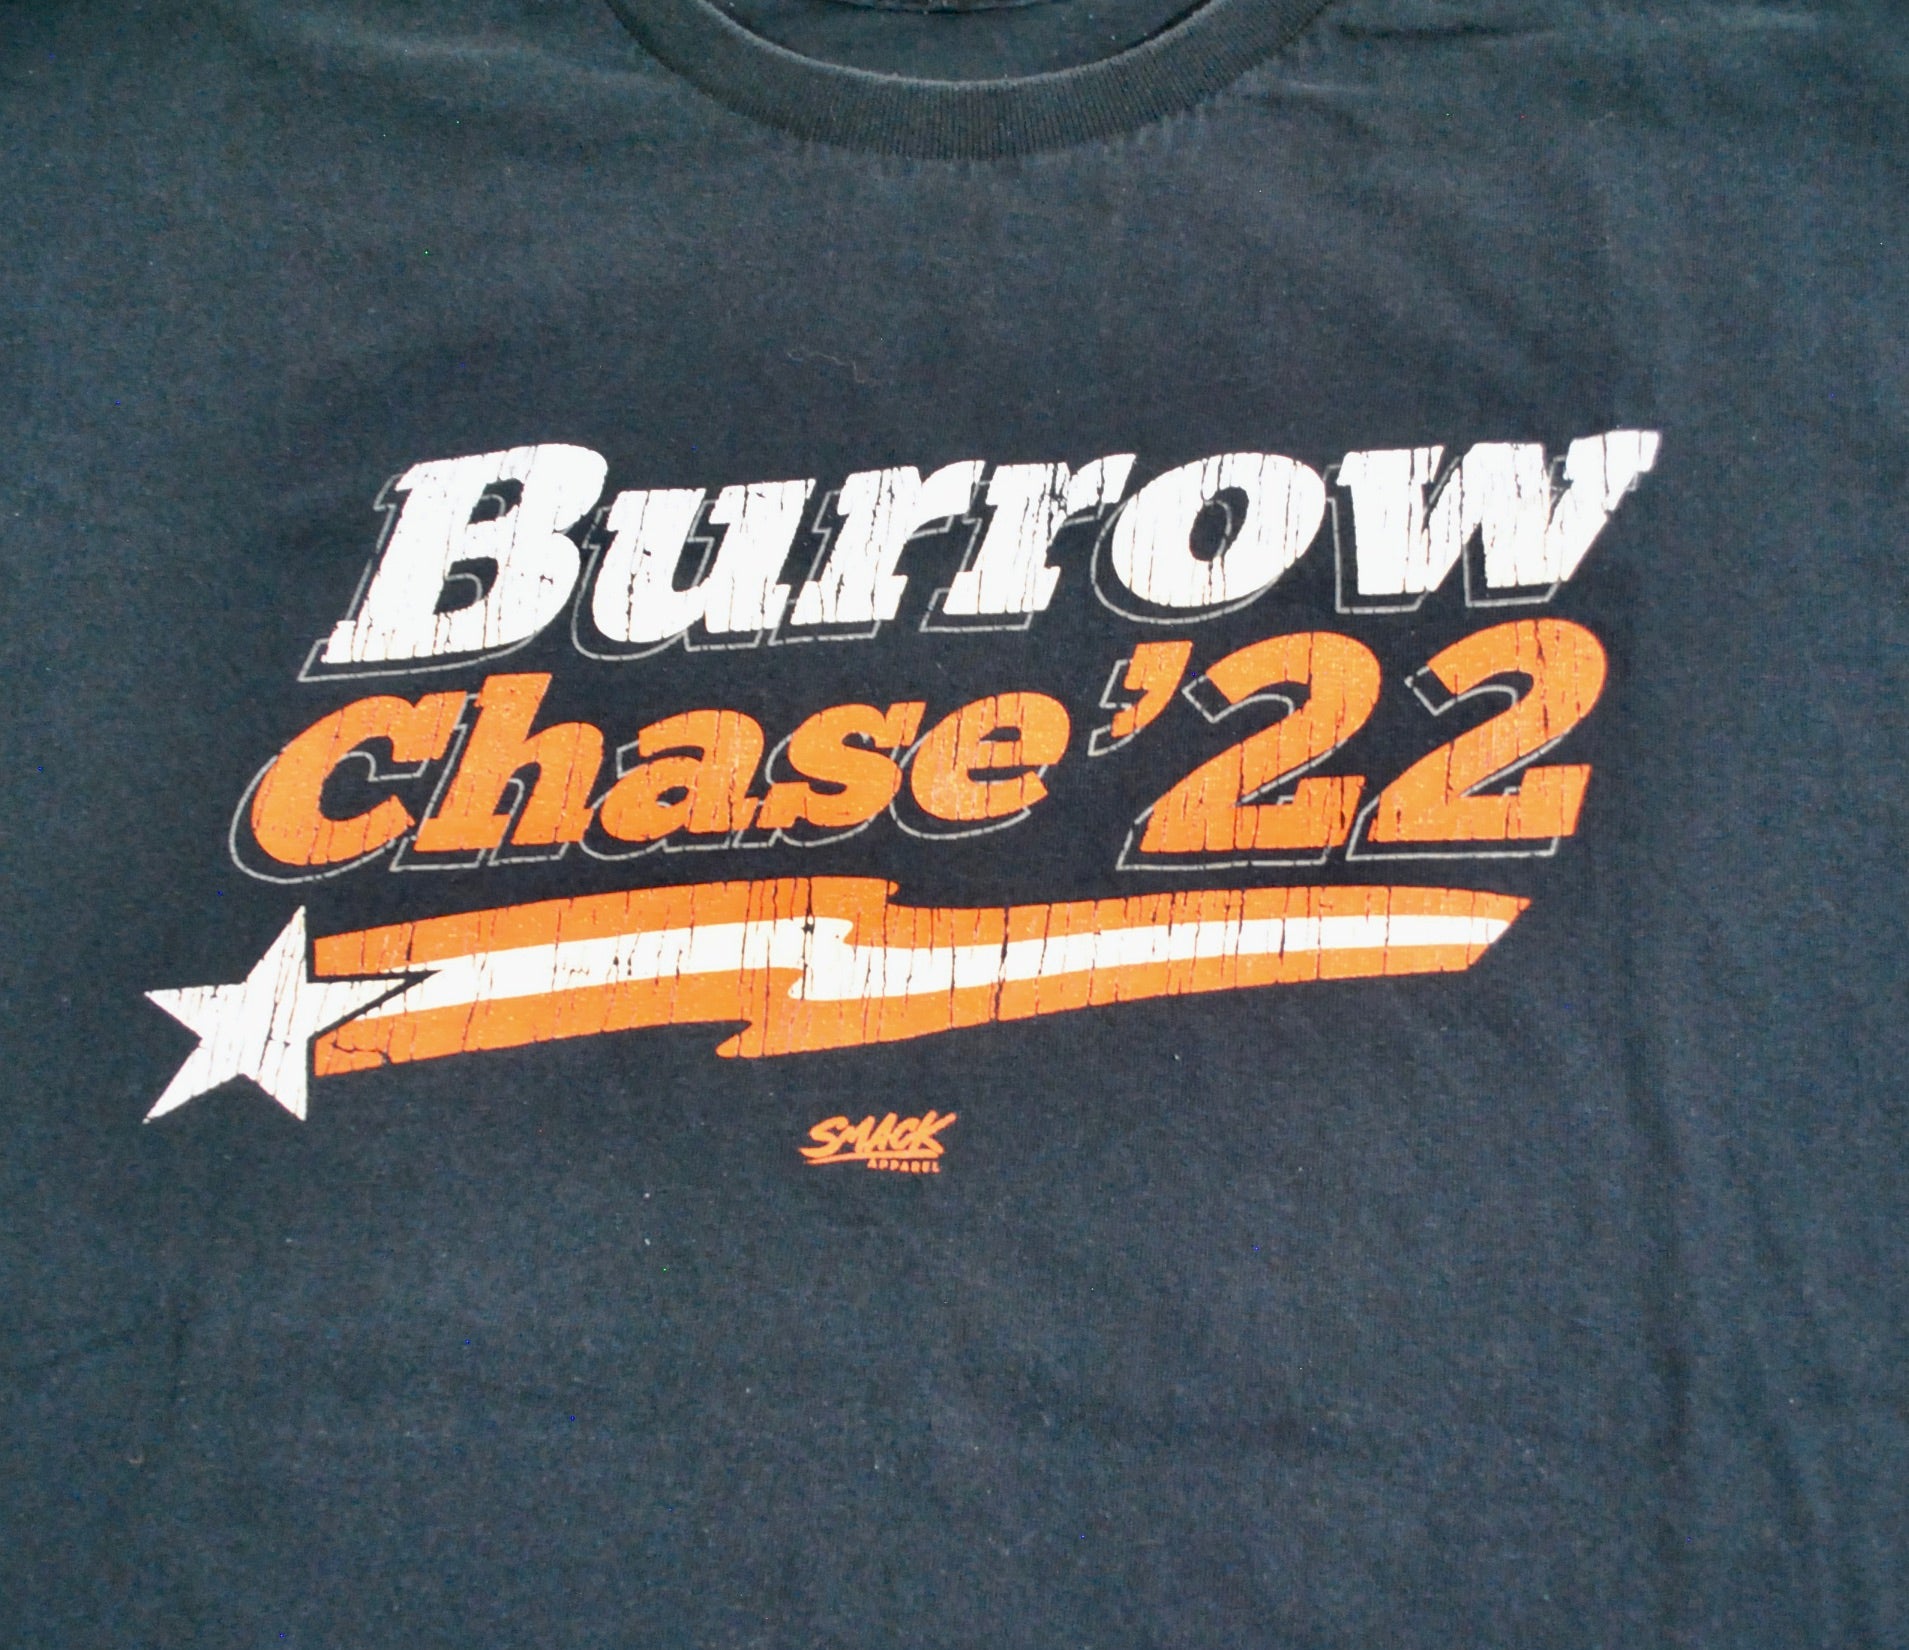 Burrow
Chase '22
SMACK
APPAREL